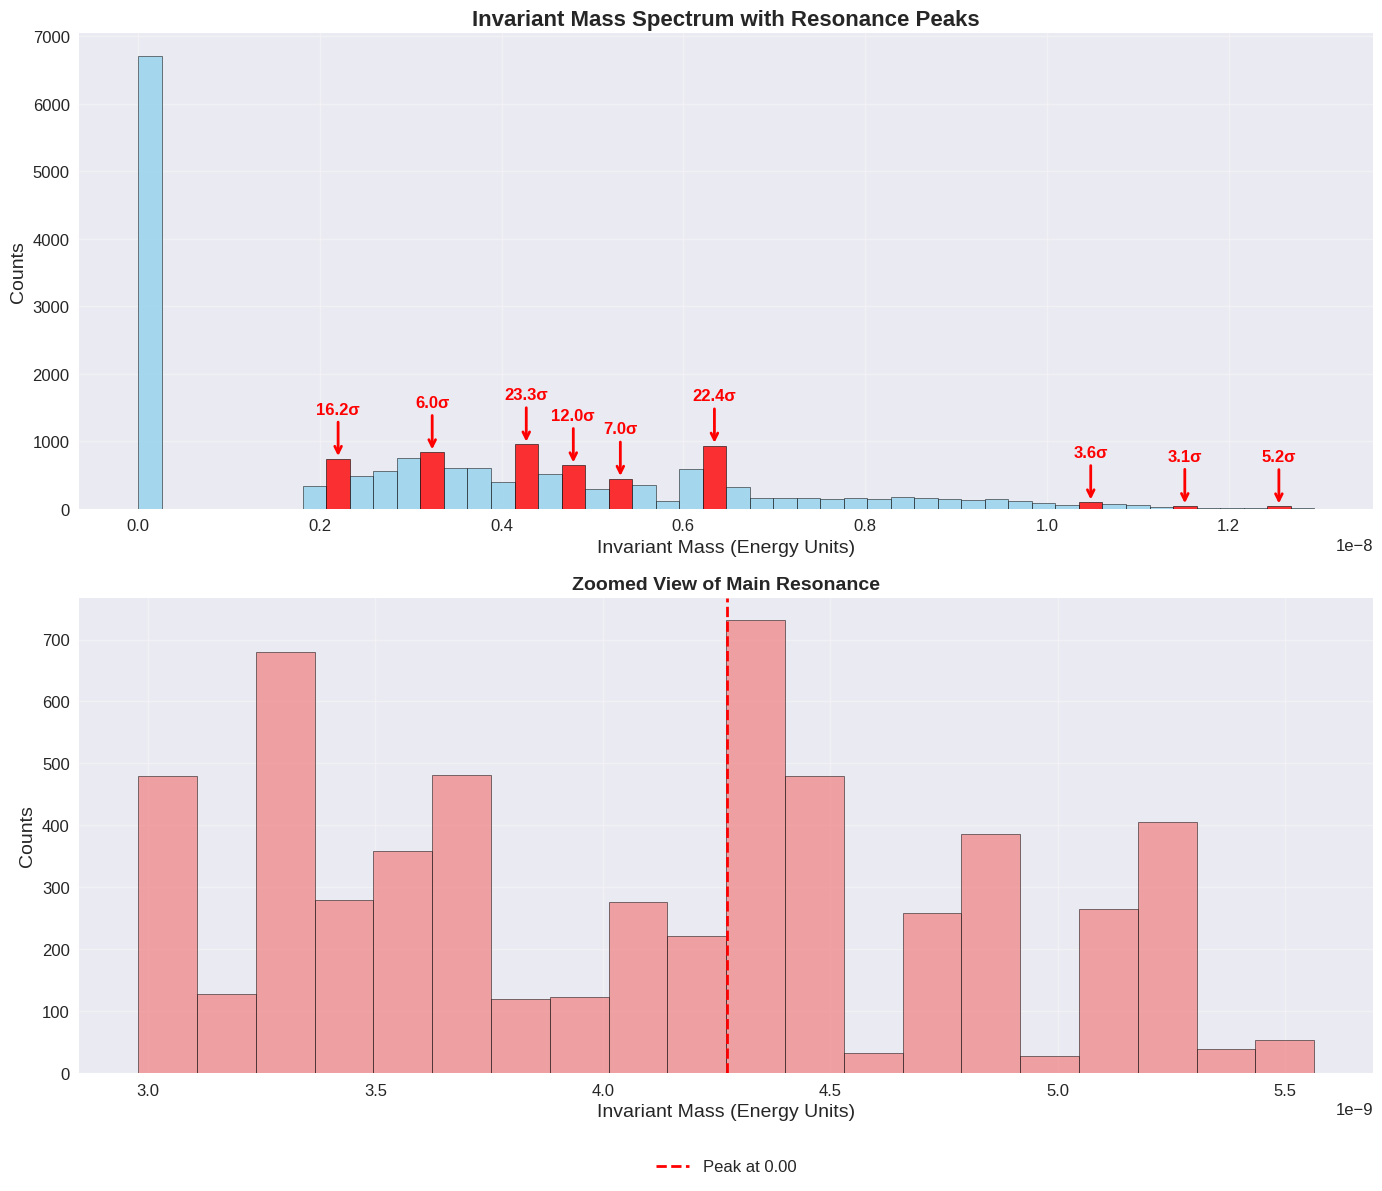 Invariant Mass Spectrum with Resonance Peaks
7000
6000
5000
4000
3000
2000
1000
0
Counts
16.2σ
6.0σ
23.3σ
12.0σ
7.0σ
22.4σ
3.6σ
3.1σ
5.2σ
0.0 0.2 0.4 0.6 0.8 1.0 1.2
1e−8
Invariant Mass (Energy Units)
Zoomed View of Main Resonance
700
600
500
400
300
200
100
0
Counts
3.0 3.5 4.0 4.5 5.0 5.5
1e−9
Invariant Mass (Energy Units)
Peak at 0.00